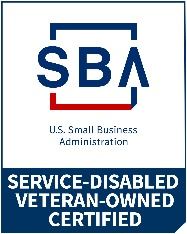 SBA
U.S. Small Business
Administration
SERVICE-DISABLED
VETERAN-OWNED
CERTIFIED